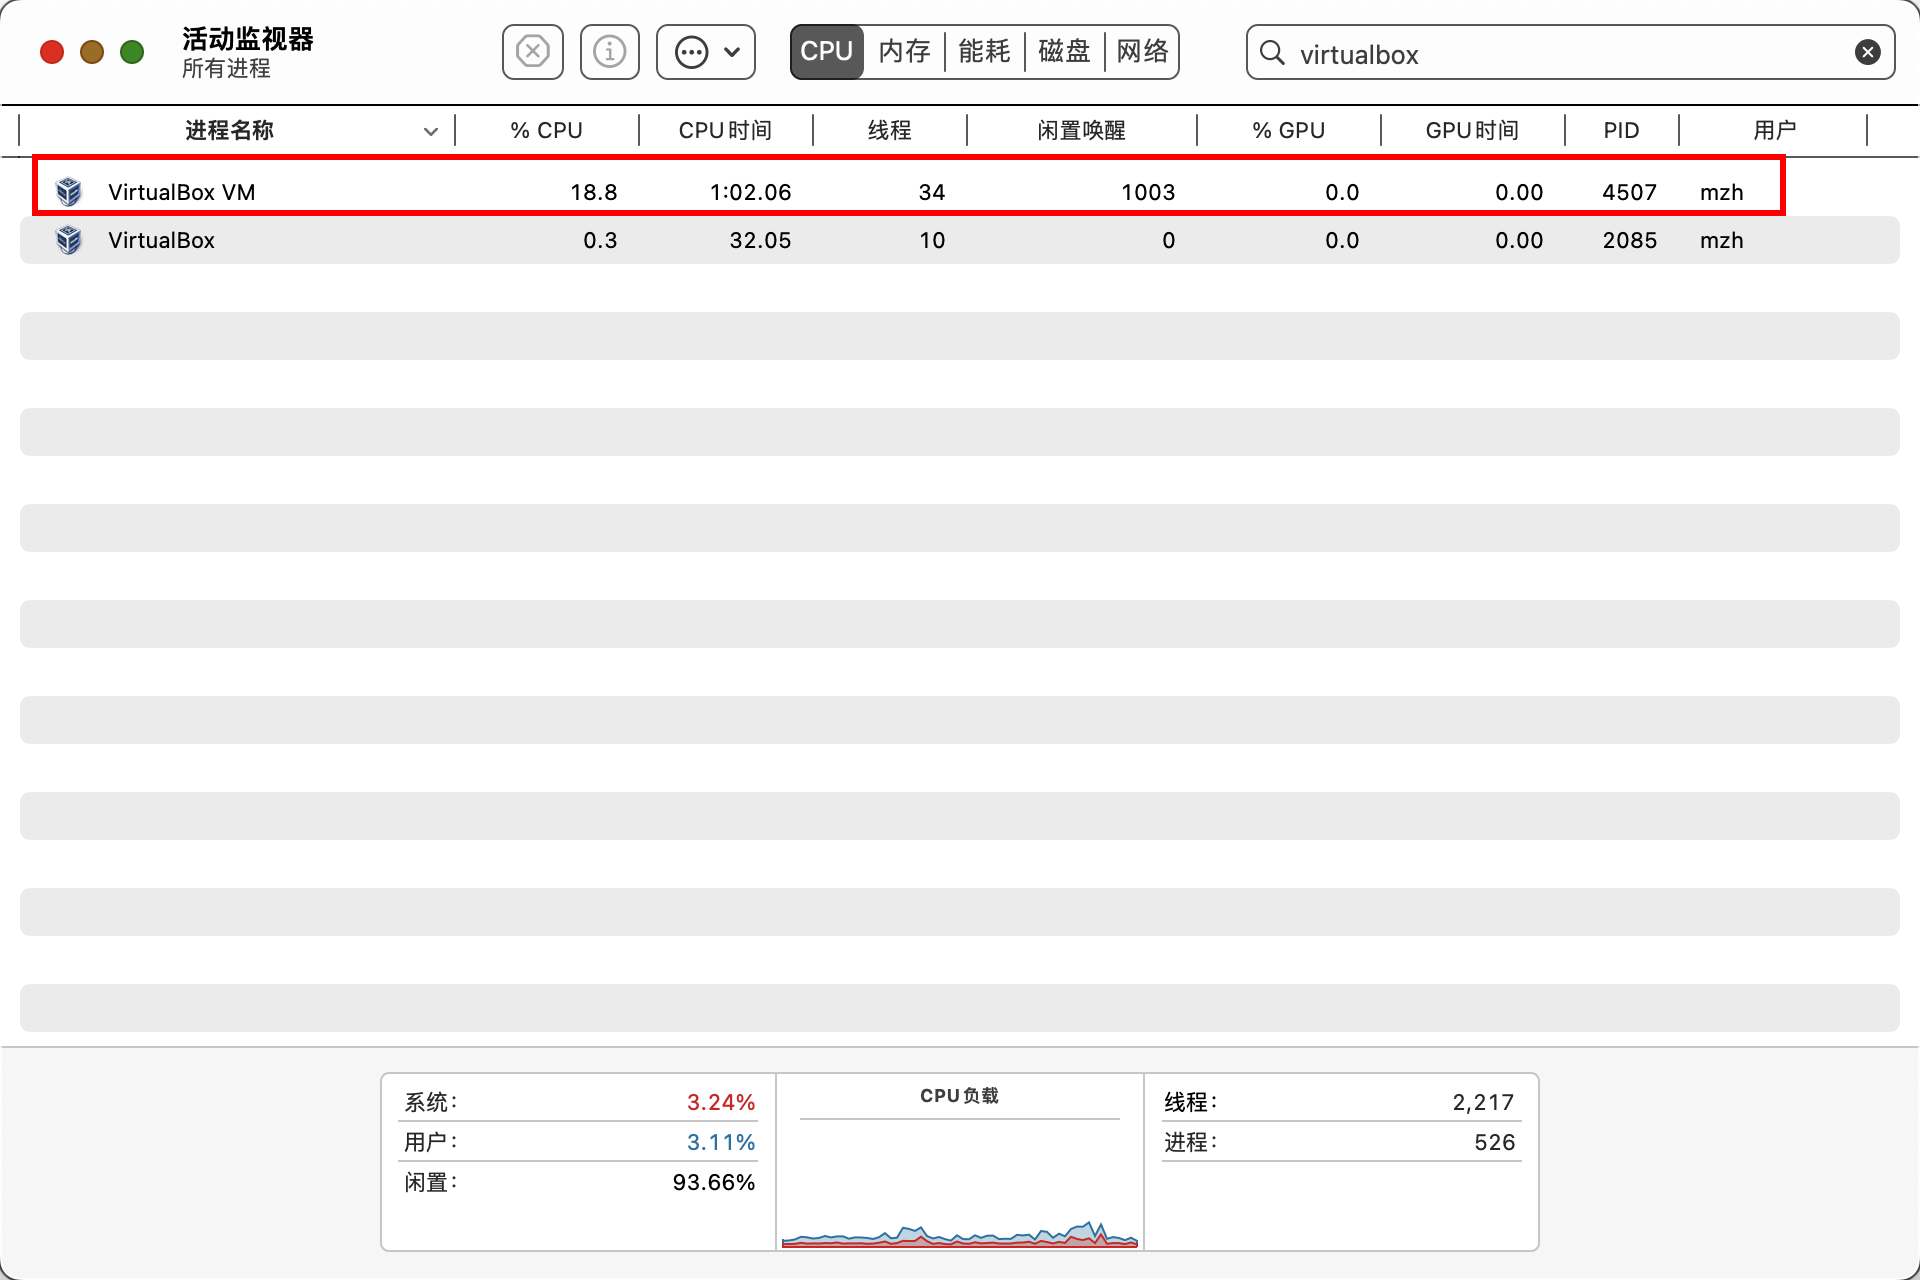 活动监视器
所有进程
CPU 内存 能耗 磁盘 网络
virtualbox
进程名称 % CPU CPU时间 线程 闲置唤醒 % GPU GPU时间 PID 用户
VirtualBox VM 18.8 1:02.06 34 1003 0.0 0.00 4507 mzh
VirtualBox 0.3 32.05 10 0 0.0 0.00 2085 mzh
系统: 3.24%
用户: 3.11%
闲置: 93.66%
CPU负载
线程: 2,217
进程: 526